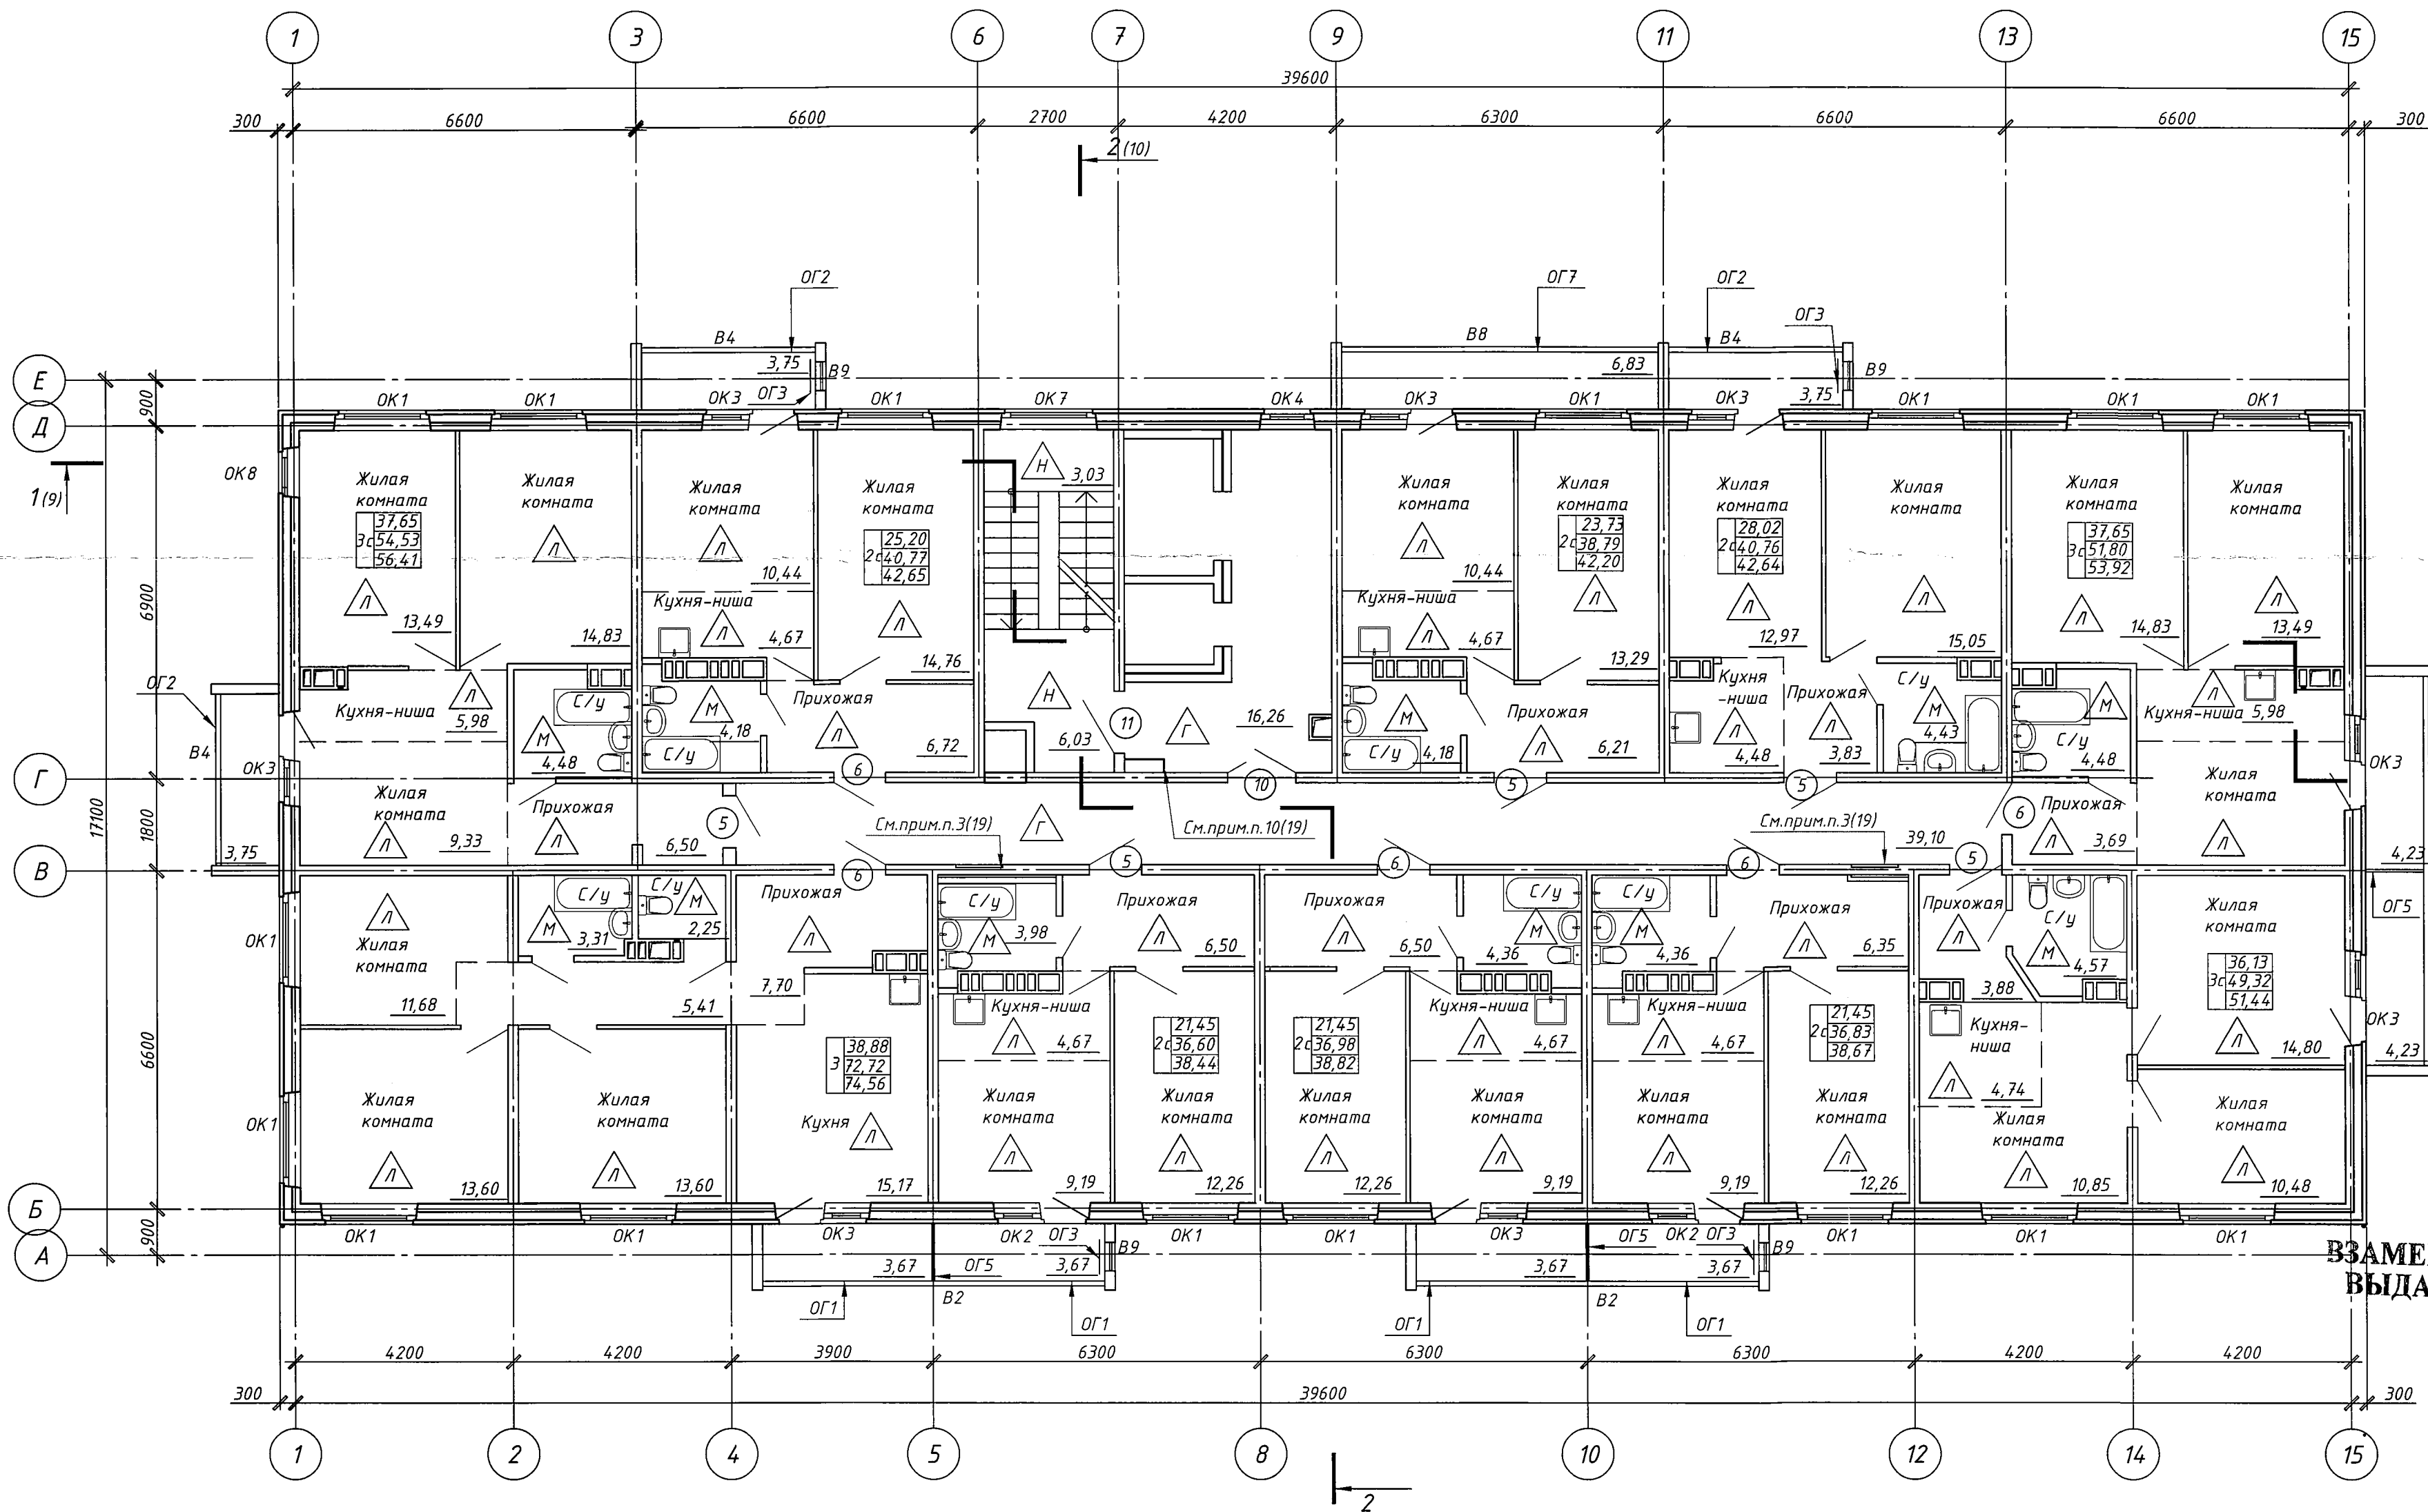 1 3 6 7 9 11 13 15
39600
300 6600 6600 2700 4200 6300 6600 6600 300
2 (10)
ОГ2 ОГ7 ОГ2
ОГ3
В4 В8 В4
3,75 В9 6,83 В9
ОГ3 3,75
Е
900
ОК1 ОК1 ОК3 ОК1 ОК7 ОК4 ОК3 ОК1 ОК3 ОК1 ОК1 ОК1
Д
1 (9)
ОК8
Н 3,03
Жилая Жилая Жилая Жилая Жилая Жилая Жилая Жилая Жилая Жилая
комната комната комната комната комната комната комната комната комната комната
37,65 25,20 23,73 28,02 37,65
3с 54,53 2с 40,77 2с 38,79 2с 40,76 3с 51,80
56,41 42,65 42,20 42,64 53,92
Л Л Л Л Л Л Л Л Л Л
6900
10,44 10,44
Кухня-ниша Кухня-ниша
Л Л
13,49 14,83 4,67 14,76 4,67 13,29 12,97 15,05 14,83 13,49
ОГ2
Л С/у М Прихожая Н М Прихожая Кухня С/у М Л
-ниша Прихожая
Кухня-ниша 5,98 4,18 Л 11 Г 16,26 Л Л Л М С/у Кухня-ниша 5,98
В4 М С/у 6,72 6,03 С/у 4,18 6,21 4,48 3,83 4,43 4,48
4,48
Г
ОК3 6 10 5 5 ОК3
17100
1800
Жилая Прихожая 5 Г См.прим.п.10(19) 6 Прихожая Жилая
комната См.прим.п.3(19) См.прим.п.3(19) комната
Л 9,33 Л 6,50 39,10 Л 3,69 Л
3,75 4,23
В
6 5 6 6 5
ОГ5
Л С/у С/у Прихожая С/у Прихожая Прихожая С/у С/у Прихожая Прихожая С/у Жилая
ОК1 Жилая М М Л М Л Л М М Л Л М комната
комната 3,31 2,25 3,98 6,50 6,50 4,36 4,36 6,35 4,57
36,13
3с 49,32
51,44
11,68 5,41 7,70 3,88
Кухня-ниша Кухня-ниша Кухня-ниша Кухня-
ниша
Л 4,67 Л 4,67 Л 4,67 Л 4,74 Л 14,80
ОК3
4,23
6600
38,88 21,45 21,45 21,45
3 72,72 2с 36,60 2с 36,98 2с 36,83
74,56 38,44 38,82 38,67
ОК1
Жилая Жилая Кухня Жилая Жилая Жилая Жилая Жилая Жилая Жилая Жилая
комната комната комната комната комната комната комната комната комната комната
Л Л Л Л Л Л Л Л Л Л Л
13,60 13,60 15,17 9,19 12,26 12,26 9,19 9,19 12,26 10,85 10,48
Б
900
ОК1 ОК1 ОК3 ОК2 ОГ3 ОК1 ОК1 ОК3 ОГ5 ОК2 ОГ3 ОК1 ОК1 ОК1
А
В9 В9
3,67 ОГ5 3,67 3,67 3,67
В2 В2
ОГ1 ОГ1 ОГ1 ОГ1
ВЗАМЕ
ВЫДА
4200 4200 3900 6300 6300 6300 4200 4200
300 39600 300
1 2 4 5 8 10 12 14 15
2